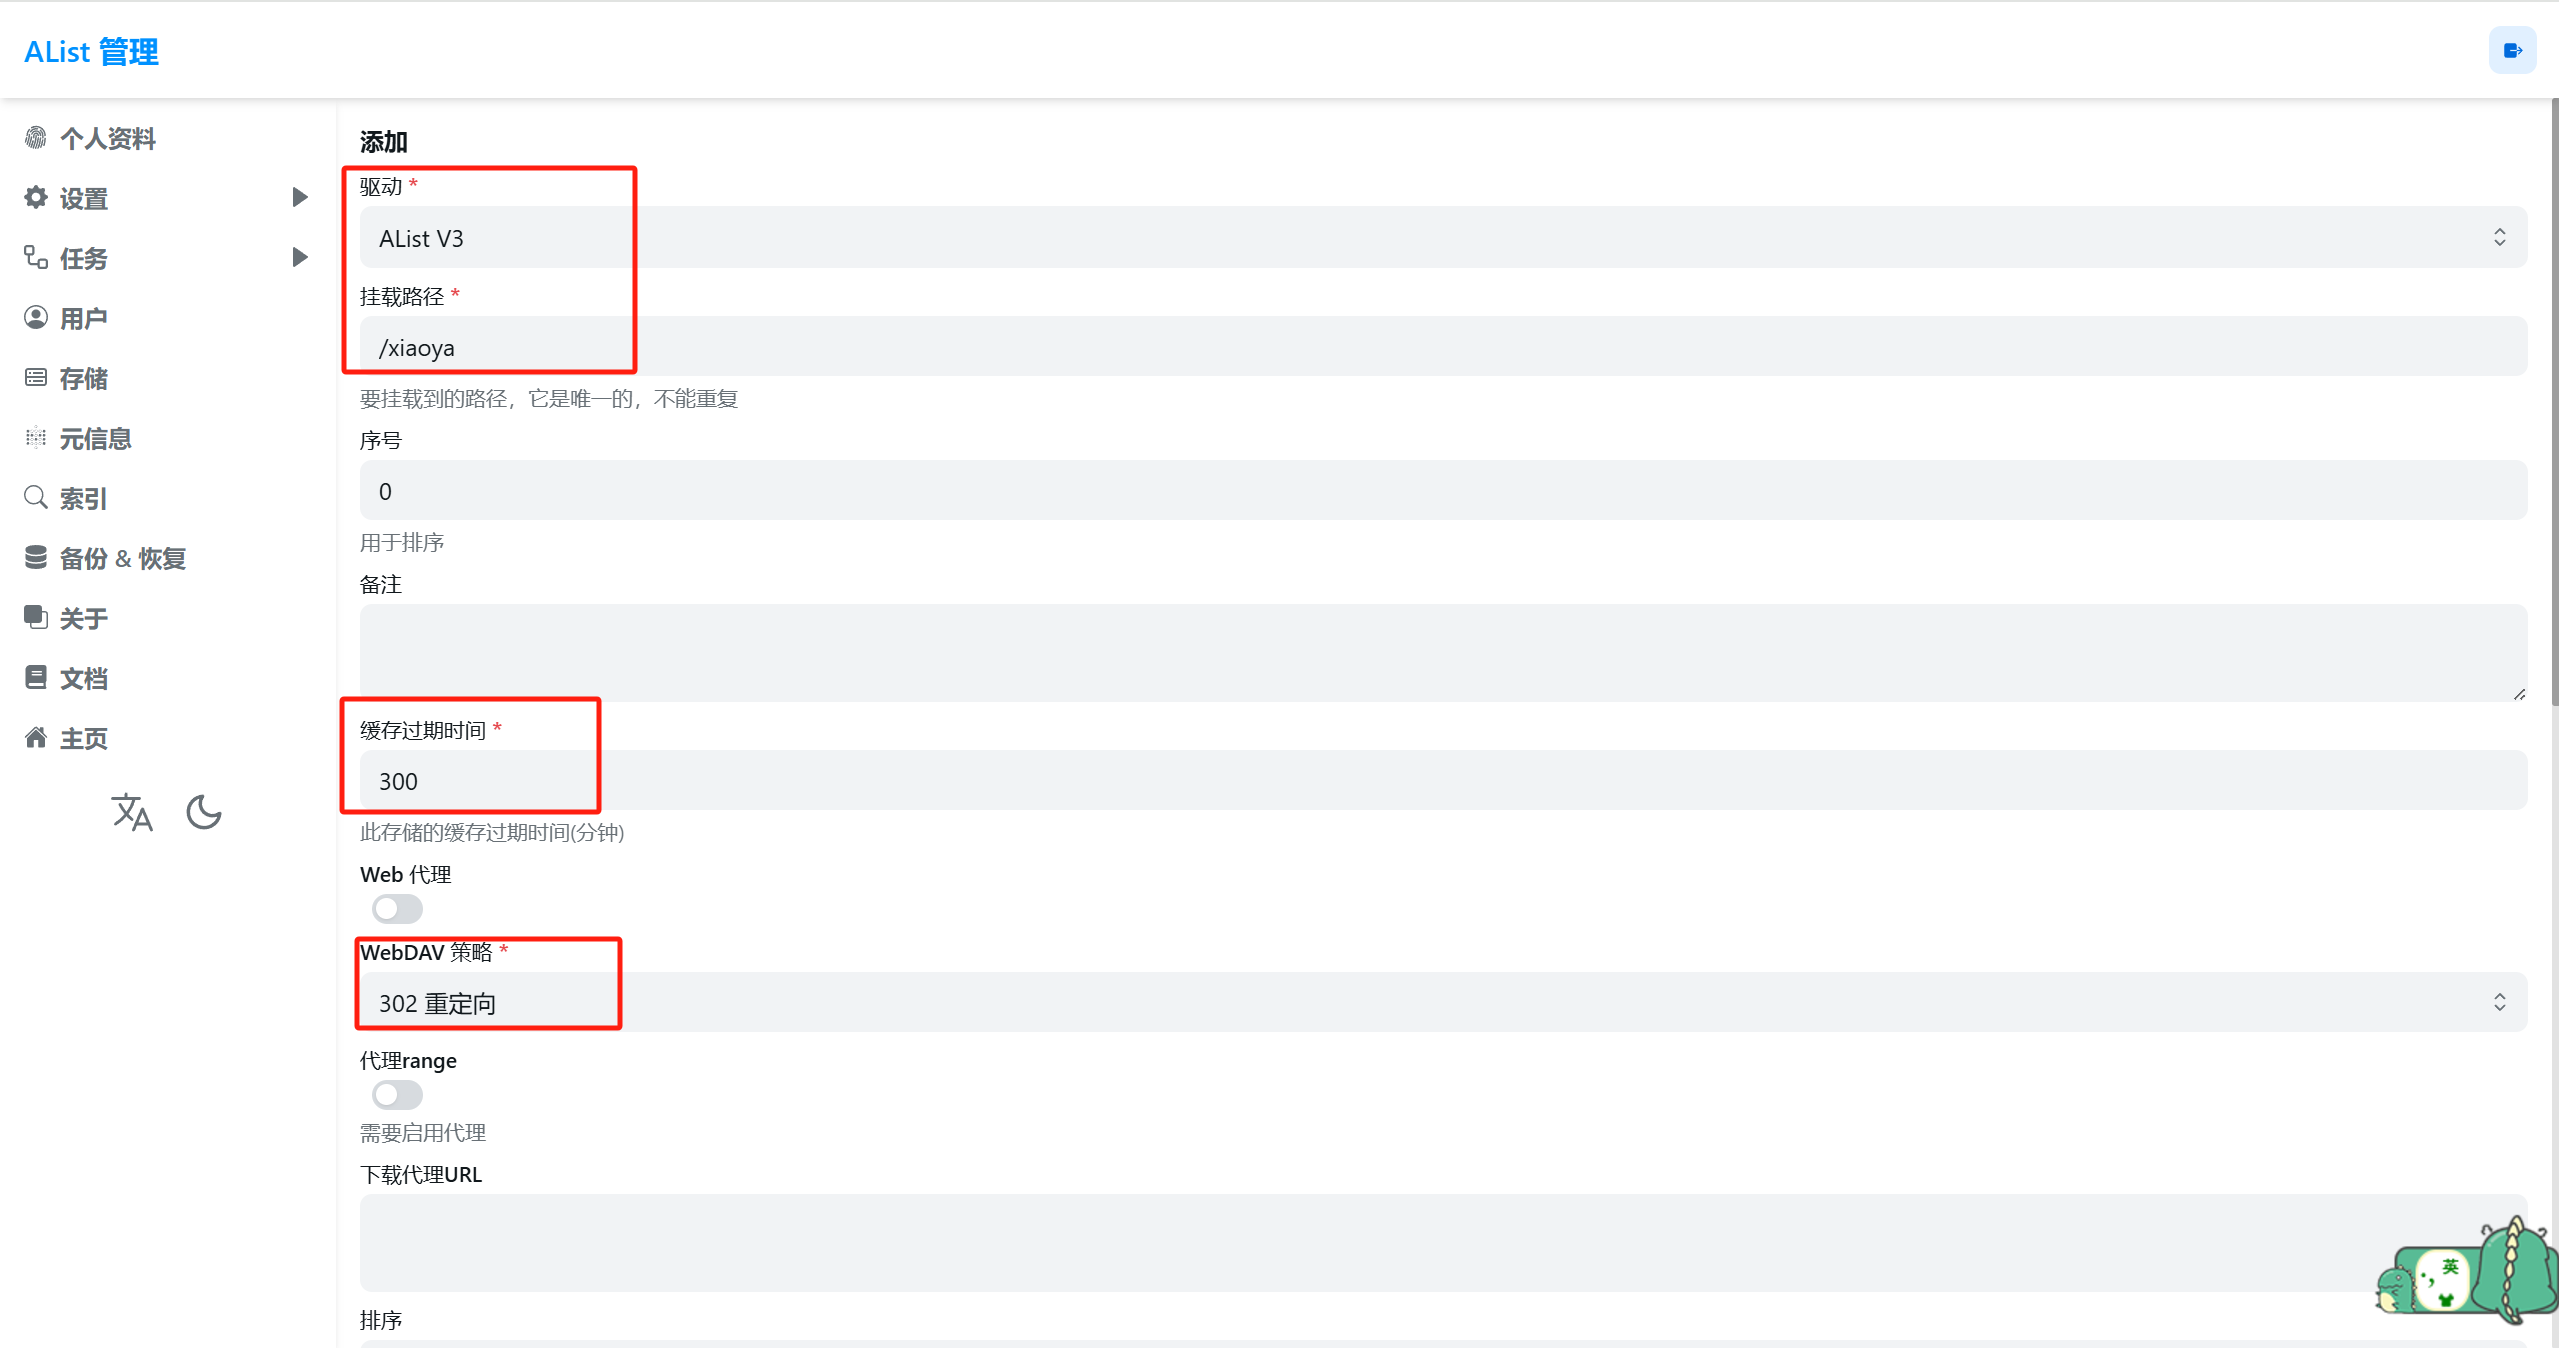 AList 管理
个人资料
设置
任务
用户
存储
元信息
索引
备份 & 恢复
关于
文档
主页
添加
驱动 *
AList V3
挂载路径 *
/xiaoya
要挂载到的路径，它是唯一的，不能重复
序号
0
用于排序
备注
缓存过期时间 *
300
此存储的缓存过期时间(分钟)
Web 代理
WebDAV 策略 *
302 重定向
代理range
需要启用代理
下载代理URL
排序
英